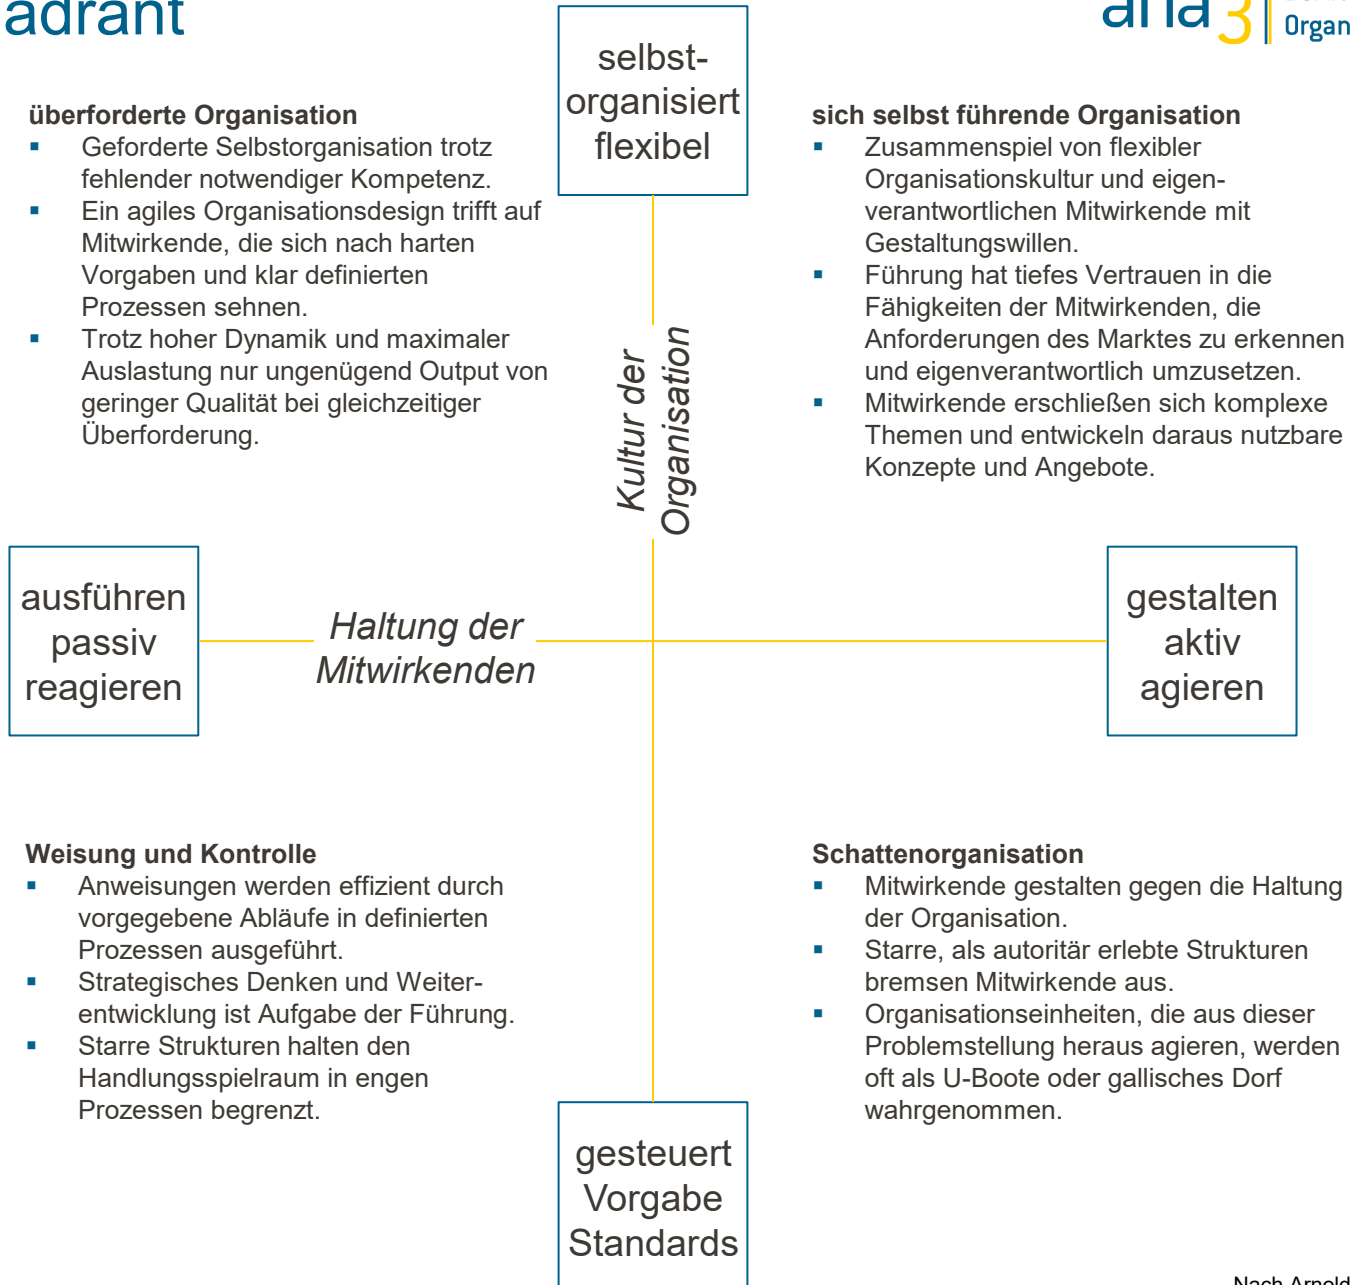 adrant
aha
3
Organ
selbst-
organisiert
flexibel
überforderte Organisation
▪ Geforderte Selbstorganisation trotz
fehlender notwendiger Kompetenz.
▪ Ein agiles Organisationsdesign trifft auf
Mitwirkende, die sich nach harten
Vorgaben und klar definierten
Prozessen sehnen.
▪ Trotz hoher Dynamik und maximaler
Auslastung nur ungenügend Output von
geringer Qualität bei gleichzeitiger
Überforderung.
sich selbst führende Organisation
▪ Zusammenspiel von flexibler
Organisationskultur und eigen-
verantwortlichen Mitwirkende mit
Gestaltungswillen.
▪ Führung hat tiefes Vertrauen in die
Fähigkeiten der Mitwirkenden, die
Anforderungen des Marktes zu erkennen
und eigenverantwortlich umzusetzen.
▪ Mitwirkende erschließen sich komplexe
Themen und entwickeln daraus nutzbare
Konzepte und Angebote.
Kultur der
Organisation
ausführen
passiv
reagieren
Haltung der
Mitwirkenden
gestalten
aktiv
agieren
Weisung und Kontrolle
▪ Anweisungen werden effizient durch
vorgegebene Abläufe in definierten
Prozessen ausgeführt.
▪ Strategisches Denken und Weiter-
entwicklung ist Aufgabe der Führung.
▪ Starre Strukturen halten den
Handlungsspielraum in engen
Prozessen begrenzt.
Schattenorganisation
▪ Mitwirkende gestalten gegen die Haltung
der Organisation.
▪ Starre, als autoritär erlebte Strukturen
bremsen Mitwirkende aus.
▪ Organisationseinheiten, die aus dieser
Problemstellung heraus agieren, werden
oft als U-Boote oder gallisches Dorf
wahrgenommen.
gesteuert
Vorgabe
Standards
Nach Arnold